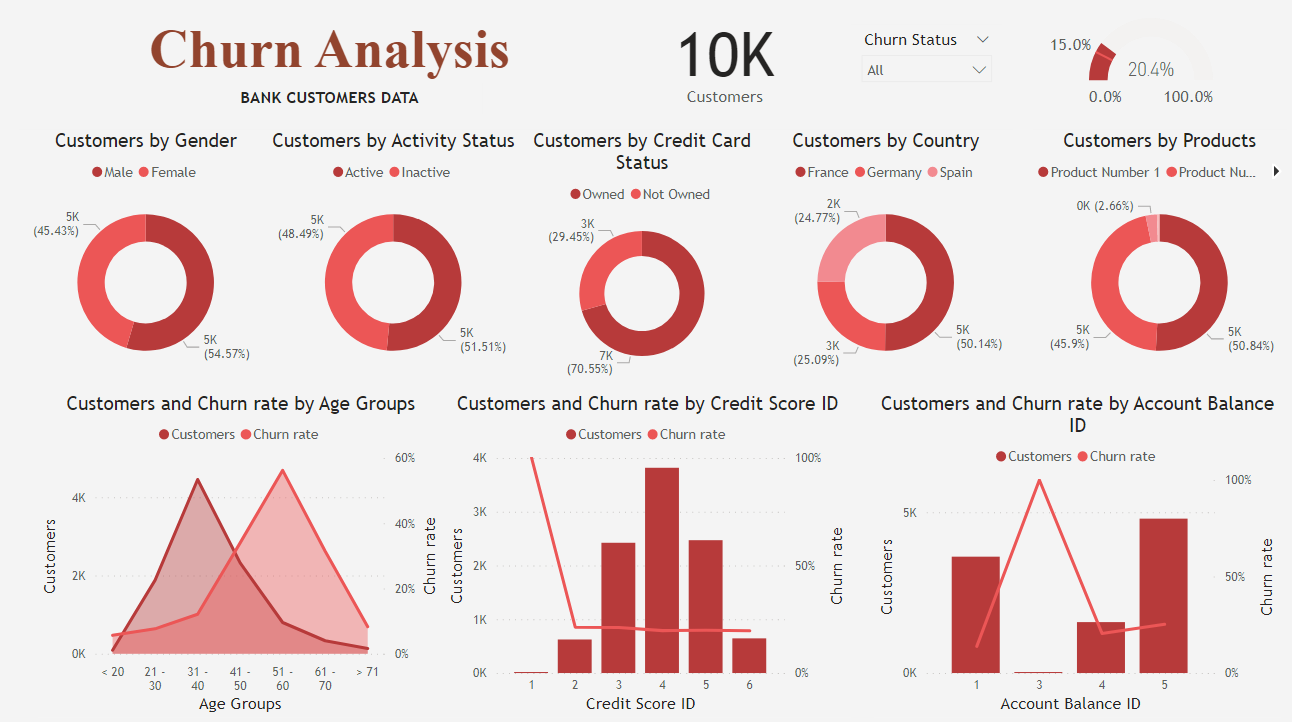 Churn Analysis
BANK CUSTOMERS DATA
10K
Customers
Churn Status
All
15.0%
20.4%
0.0%
100.0%
Customers by Gender
Male Female
5K
(45.43%)
5K
(54.57%)
Customers by Activity Status
Active Inactive
5K
(48.49%)
5K
(51.51%)
Customers by Credit Card
Status
Owned Not Owned
3K
(29.45%)
7K
(70.55%)
Customers by Country
France Germany Spain
2K
(24.77%)
3K
(25.09%)
5K
(50.14%)
Customers by Products
Product Number 1 Product Nu...
0K (2.66%)
5K
(45.9%)
5K
(50.84%)
Customers and Churn rate by Age Groups
Customers Churn rate
Customers
4K
2K
0K
60%
40%
20%
0%
Churn rate
< 20 21 - 31 - 41 - 51 - 61 - > 71
30 40 50 60 70
Age Groups
Customers and Churn rate by Credit Score ID
Customers Churn rate
Customers
4K
3K
2K
1K
0K
100%
50%
0%
Churn rate
1 2 3 4 5 6
Credit Score ID
Customers and Churn rate by Account Balance
ID
Customers Churn rate
Customers
5K
0K
100%
50%
0%
Churn rate
1 3 4 5
Account Balance ID